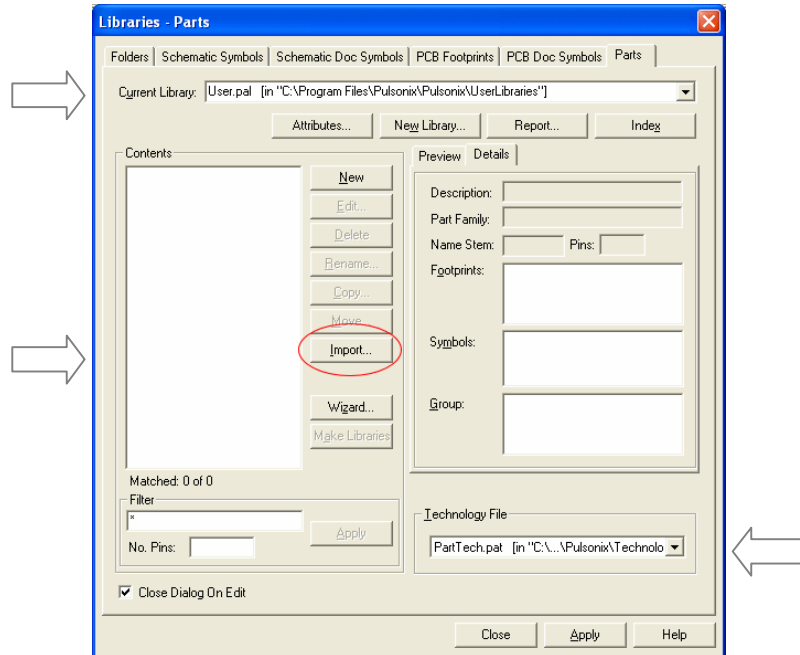 Libraries - Parts
Folders Schematic Symbols Schematic Doc Symbols PCB Footprints PCB Doc Symbols Parts
Current Library: User.pal [in "C:\Program Files\Pulsonix\Pulsonix\UserLibraries"]
Attributes... New Library... Report... Index
Contents
New
Edit...
Delete
Rename...
Copy...
Move...
Import...
Wizard...
Make Libraries
Matched: 0 of 0
Filter
*
Apply
No. Pins:
Close Dialog On Edit
Preview Details
Description:
Part Family:
Name Stem: Pins:
Footprints:
Symbols:
Group:
Technology File
PartTech.pat [in "C:\...\Pulsonix\Technolo
Close Apply Help